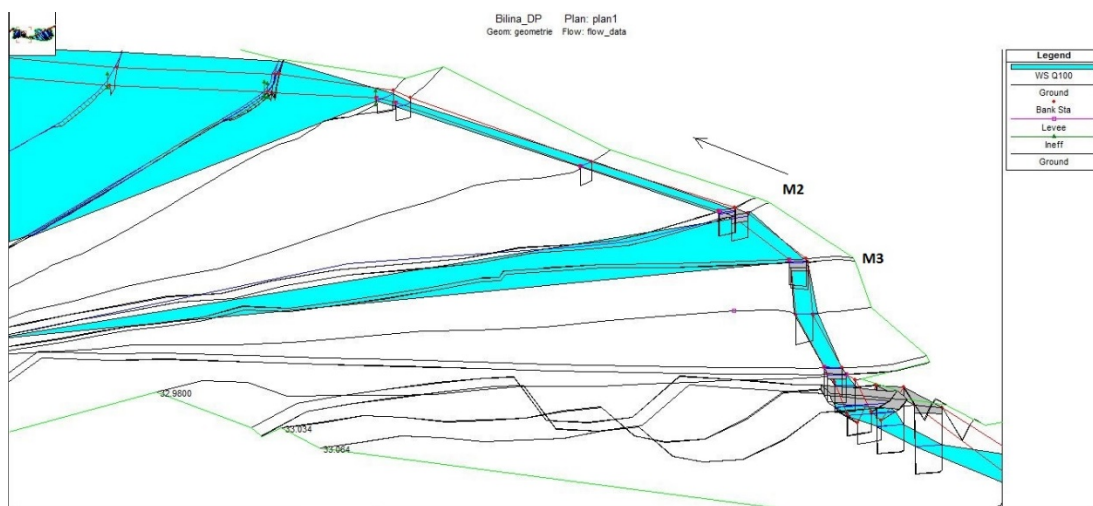 Bilina_DP Plan: plan1
Geom: geometrie Flow: flow_data
Legend
WS Q100
Ground
Bank Sta
Levee
Ineff
Ground
M2
M3
32.9800
33.034
33.064